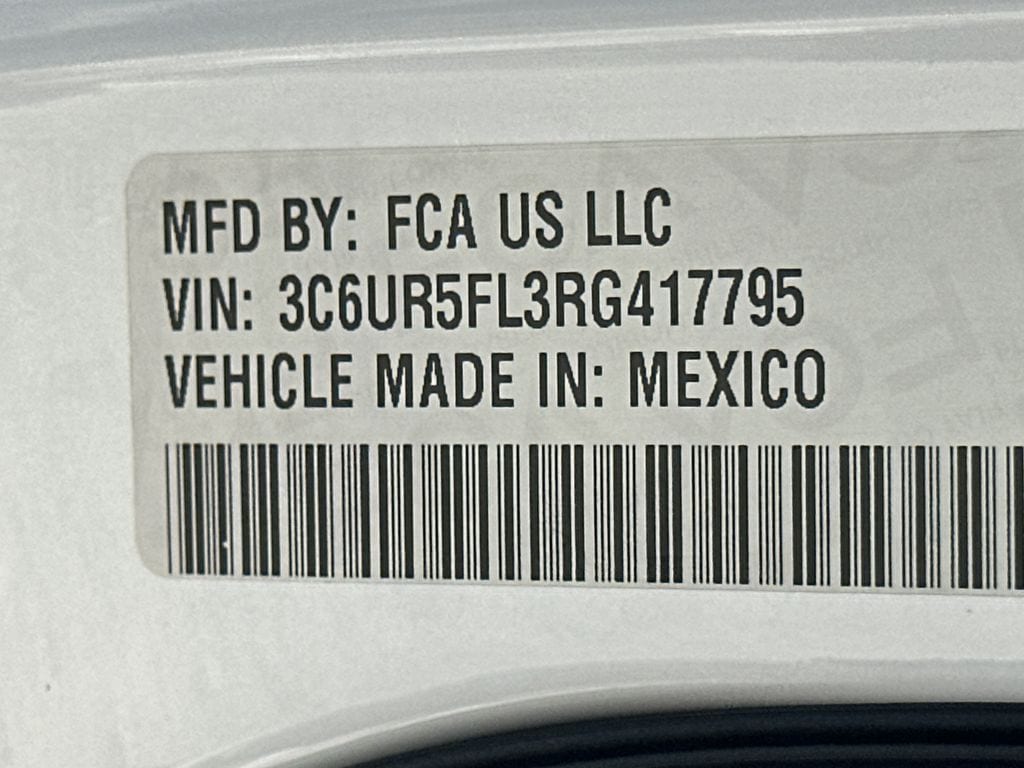 MFD BY: FCA US LLC
VIN: 3C6UR5FL3RG417795
VEHICLE MADE IN: MEXICO